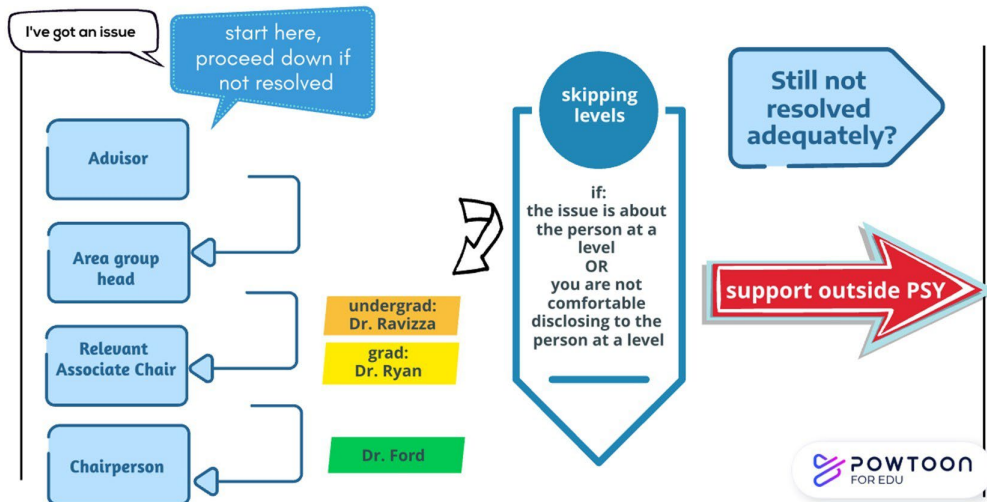 I've got an issue
start here,
proceed down if
not resolved
Advisor
Area group
head
Relevant
Associate Chair
Chairperson
undergrad:
Dr. Ravizza
grad:
Dr. Ryan
Dr. Ford
skipping
levels
if:
the issue is about
the person at a
level
OR
you are not
comfortable
disclosing to the
person at a level
Still not
resolved
adequately?
support outside PSY
POWTOON
FOR EDU